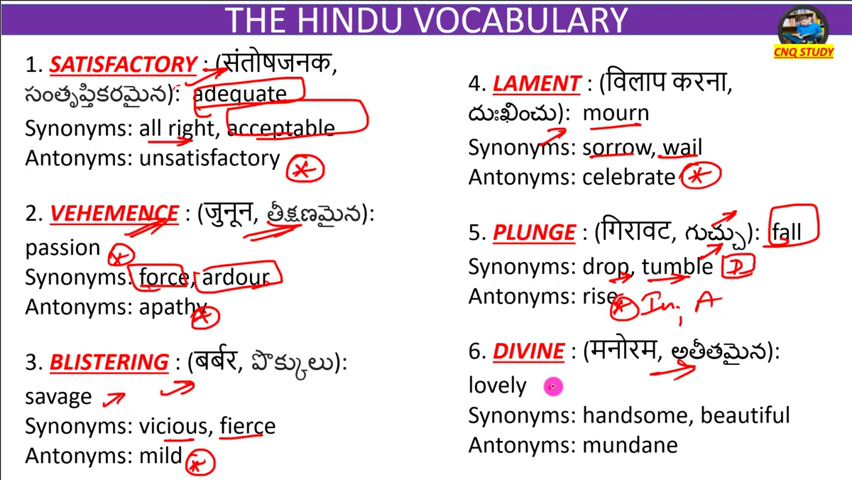 THE HINDU VOCABULARY
CNQ STUDY
1. SATISFACTORY : (संतोषजनक,
సంతృప్తికరమైన): adequate
Synonyms: all right, acceptable
Antonyms: unsatisfactory
2. VEHEMENCE : (जुनून, తీక్షణమైన):
passion
Synonyms: force, ardour
Antonyms: apathy
3. BLISTERING : (बर्बर, పొక్కులు):
savage
Synonyms: vicious, fierce
Antonyms: mild
4. LAMENT : (विलाप करना,
దుఃఖించు): mourn
Synonyms: sorrow, wail
Antonyms: celebrate
5. PLUNGE : (गिरावट, గుచ్చు): fall
Synonyms: drop, tumble D
Antonyms: rise In; A
6. DIVINE : (मनोरम, అతీతమైన):
lovely
Synonyms: handsome, beautiful
Antonyms: mundane